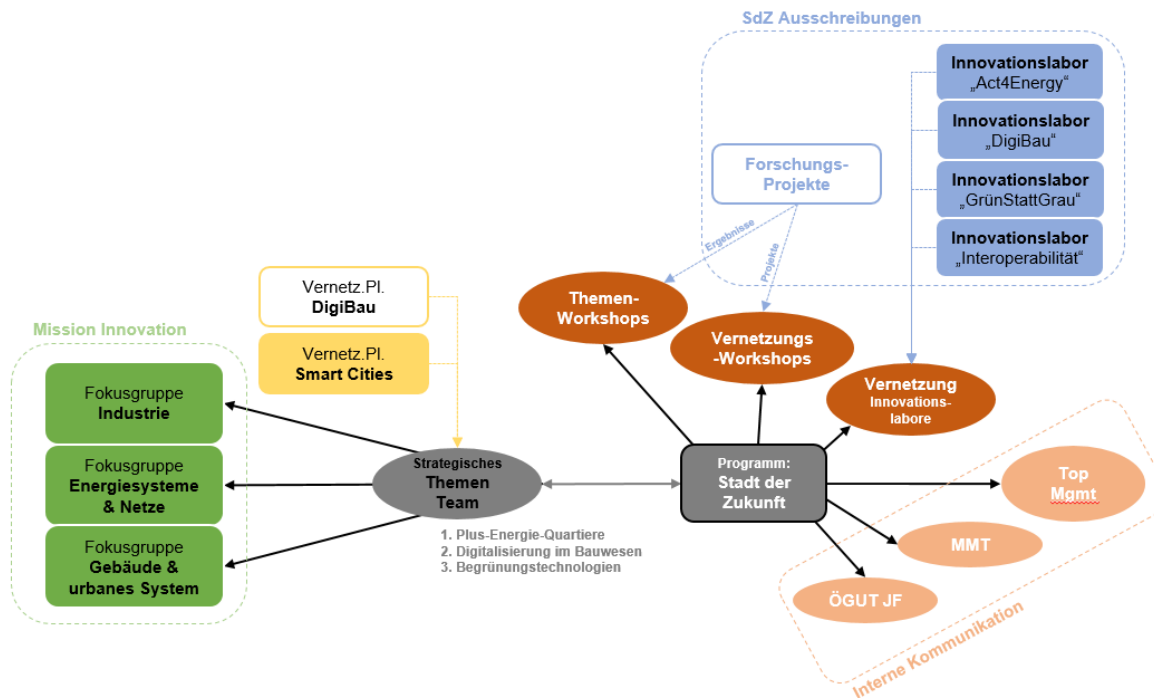 SdZ Ausschreibungen
Innovationslabor
„Act4Energy“
Innovationslabor
„DigiBau“
Innovationslabor
„GrünStattGrau“
Innovationslabor
„Interoperabilität“
Forschungs-
Projekte
Ergebnisse
Projekte
Themen-
Workshops
Vernetzungs
-Workshops
Vernetzung
Innovations-
labore
Vernetz.Pl.
DigiBau
Vernetz.Pl.
Smart Cities
Mission Innovation
Fokusgruppe
Industrie
Fokusgruppe
Energiesysteme
& Netze
Fokusgruppe
Gebäude &
urbanes System
Strategisches
Themen
Team
Programm:
Stadt der
Zukunft
1. Plus-Energie-Quartiere
2. Digitalisierung im Bauwesen
3. Begrünungstechnologien
Top
Mgmt
MMT
ÖGUT JF
Interne Kommunikation